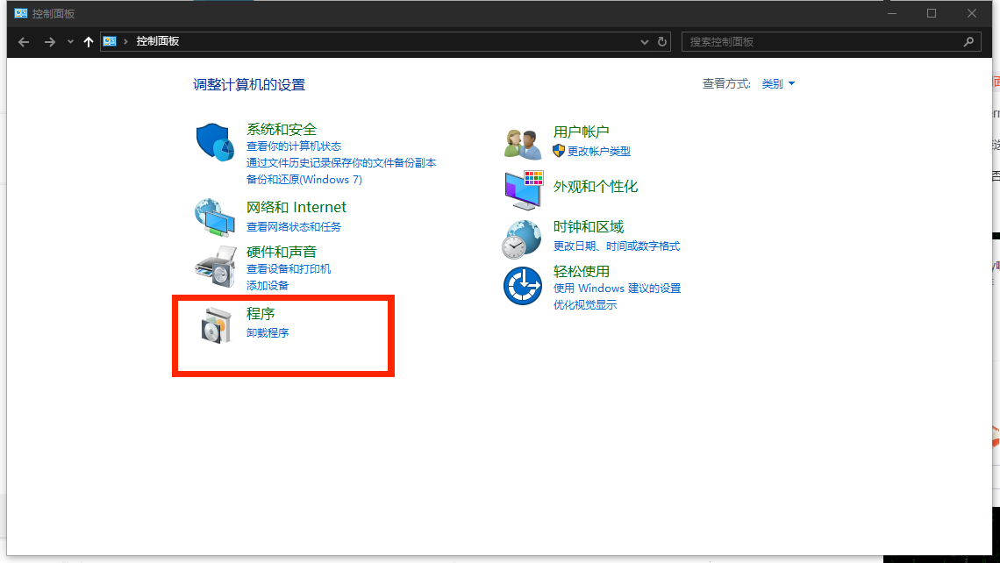 控制面板
控制面板
搜索控制面板
调整计算机的设置
查看方式: 类别
系统和安全
查看你的计算机状态
通过文件历史记录保存你的文件备份副本
备份和还原(Windows 7)
网络和 Internet
查看网络状态和任务
硬件和声音
查看设备和打印机
添加设备
程序
卸载程序
用户帐户
更改帐户类型
外观和个性化
时钟和区域
更改日期、时间或数字格式
轻松使用
使用 Windows 建议的设置
优化视觉显示